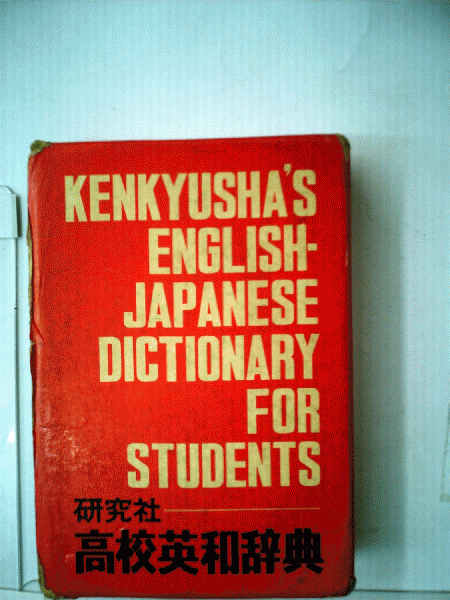 KENKYUSHA'S
ENGLISH-
JAPANESE
DICTIONARY
FOR
STUDENTS
研究社
高校英和辞典